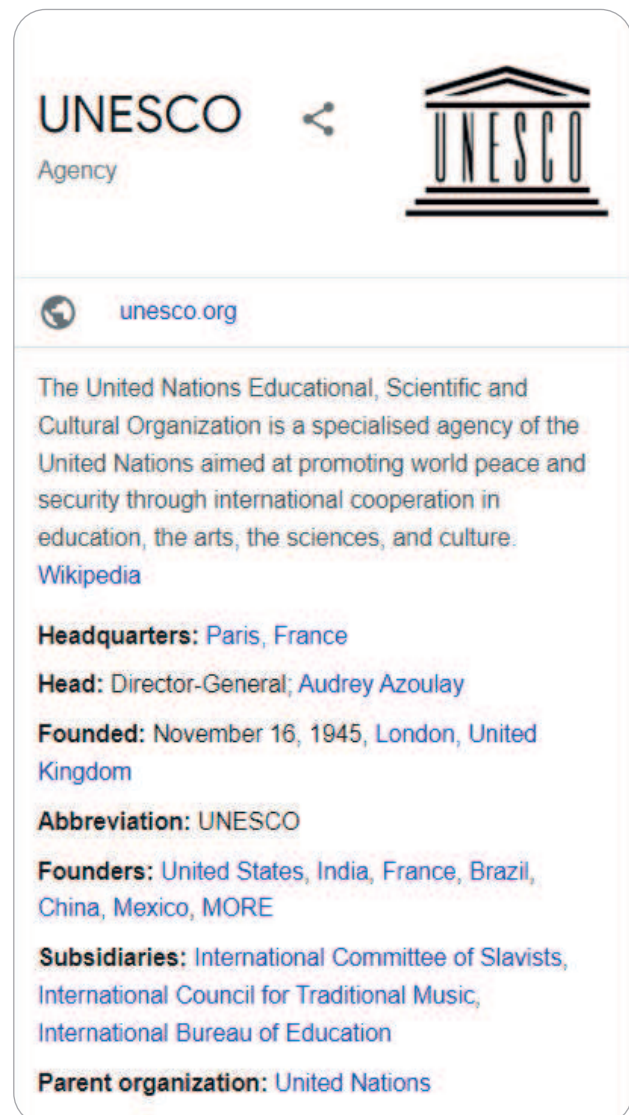 UNESCO
Agency
UNESCO
unesco.org
The United Nations Educational, Scientific and
Cultural Organization is a specialised agency of the
United Nations aimed at promoting world peace and
security through international cooperation in
education, the arts, the sciences, and culture.
Wikipedia
Headquarters: Paris, France
Head: Director-General; Audrey Azoulay
Founded: November 16, 1945, London, United
Kingdom
Abbreviation: UNESCO
Founders: United States, India, France, Brazil,
China, Mexico, MORE
Subsidiaries: International Committee of Slavists,
International Council for Traditional Music,
International Bureau of Education
Parent organization: United Nations